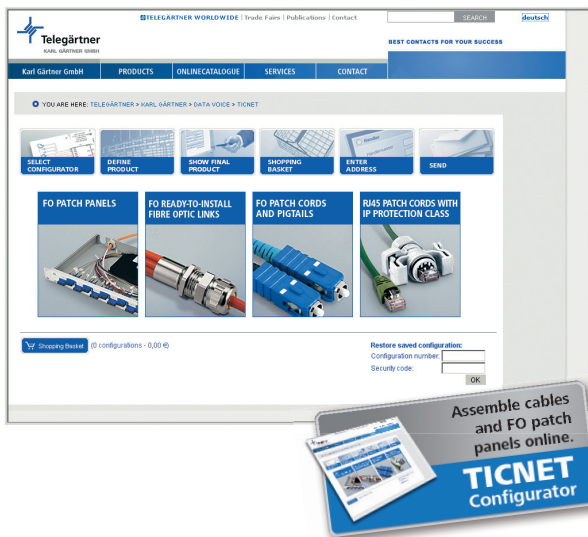 TELEGÄRTNER WORLDWIDE | Trade Fairs | Publications | Contact
SEARCH
deutsch
Telegärtner
KARL GÄRTNER GMBH
BEST CONTACTS FOR YOUR SUCCESS
Karl Gärtner GmbH PRODUCTS ONLINECATALOGUE SERVICES CONTACT
YOU ARE HERE: TELEGÄRTNER > KARL GÄRTNER > DATA VOICE > TICNET
SELECT
CONFIGURATOR
DEFINE
PRODUCT
SHOW FINAL
PRODUCT
SHOPPING
BASKET
ENTER
ADDRESS
SEND
FO PATCH PANELS
FO READY-TO-INSTALL
FIBRE OPTIC LINKS
FO PATCH CORDS
AND PIGTAILS
RJ45 PATCH CORDS WITH
IP PROTECTION CLASS
Shopping Basket (0 configurations - 0,00 €)
Restore saved configuration:
Configuration number:
Security code:
OK
Assemble cables
and FO patch
panels online.
TICNET
Configurator